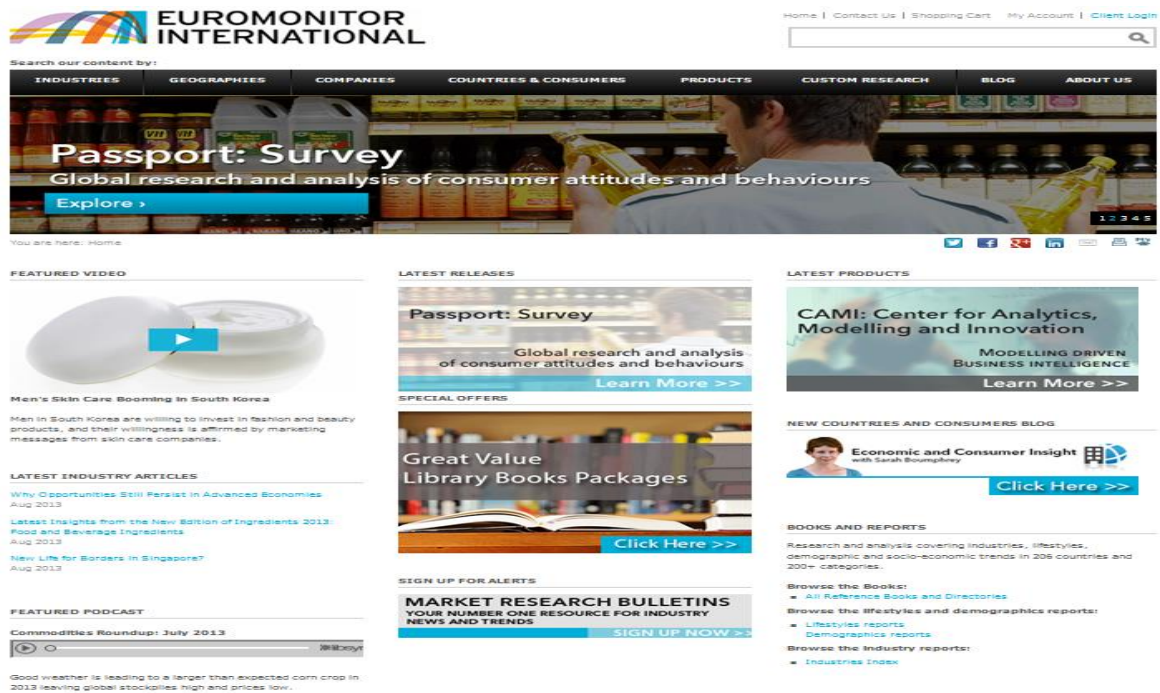 EUROMONITOR
INTERNATIONAL
Home | Contact Us | Shopping Cart My Account | Client Login
Search our content by:
INDUSTRIES GEOGRAPHIES COMPANIES COUNTRIES & CONSUMERS PRODUCTS CUSTOM RESEARCH BLOG ABOUT US
Passport: Survey
Global research and analysis of consumer attitudes and behaviours
Explore ›
1 2 3 4 5
You are here: Home
FEATURED VIDEO
Men's Skin Care Booming in South Korea
Men in South Korea are willing to invest in fashion and beauty
products, and their willingness is affirmed by marketing
messages from skin care companies.
LATEST INDUSTRY ARTICLES
Why Opportunities Still Persist in Advanced Economies
Aug 2013
Latest Insights from the New Edition of Ingredients 2013:
Food and Beverage Ingredients
Aug 2013
New Life for Borders in Singapore?
Aug 2013
FEATURED PODCAST
Commodities Roundup: July 2013
Good weather is leading to a larger than expected corn crop in
2013 leaving global stockpiles high and prices low.
LATEST RELEASES
Passport: Survey
Global research and analysis
of consumer attitudes and behaviours
Learn More >>
SPECIAL OFFERS
Great Value
Library Books Packages
Click Here >>
SIGN UP FOR ALERTS
MARKET RESEARCH BULLETINS
YOUR NUMBER ONE RESOURCE FOR INDUSTRY
NEWS AND TRENDS
SIGN UP NOW >>
LATEST PRODUCTS
CAMI: Center for Analytics,
Modelling and Innovation
MODELLING DRIVEN
BUSINESS INTELLIGENCE
Learn More >>
NEW COUNTRIES AND CONSUMERS BLOG
Economic and Consumer Insight
with Sarah Boumphrey
Click Here >>
BOOKS AND REPORTS
Research and analysis covering industries, lifestyles,
demographic and socio-economic trends in 206 countries and
200+ categories.
Browse the Books:
All Reference Books and Directories
Browse the lifestyles and demographics reports:
Lifestyles reports
Demographics reports
Browse the industry reports:
Industries Index